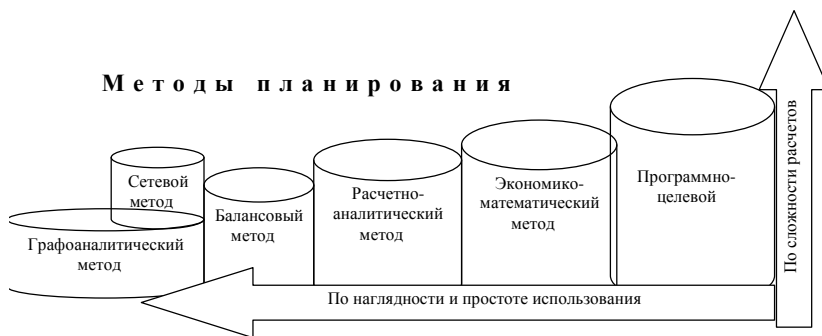 Методы планирования
Сетевой
метод
Графоаналитический
метод
Балансовый
метод
Расчетно-
аналитический
метод
Экономико-
математический
метод
Программно-
целевой
По сложности расчетов
По наглядности и простоте использования